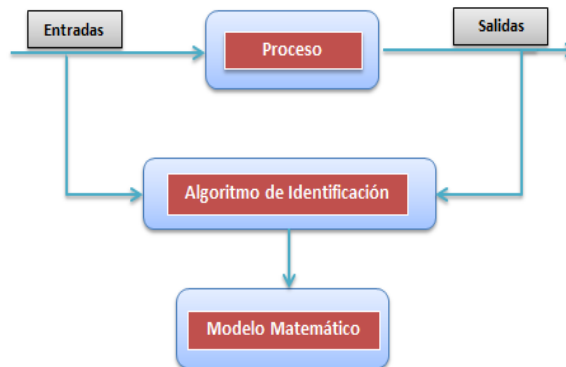 Entradas
Proceso
Salidas
Algoritmo de Identificación
Modelo Matemático